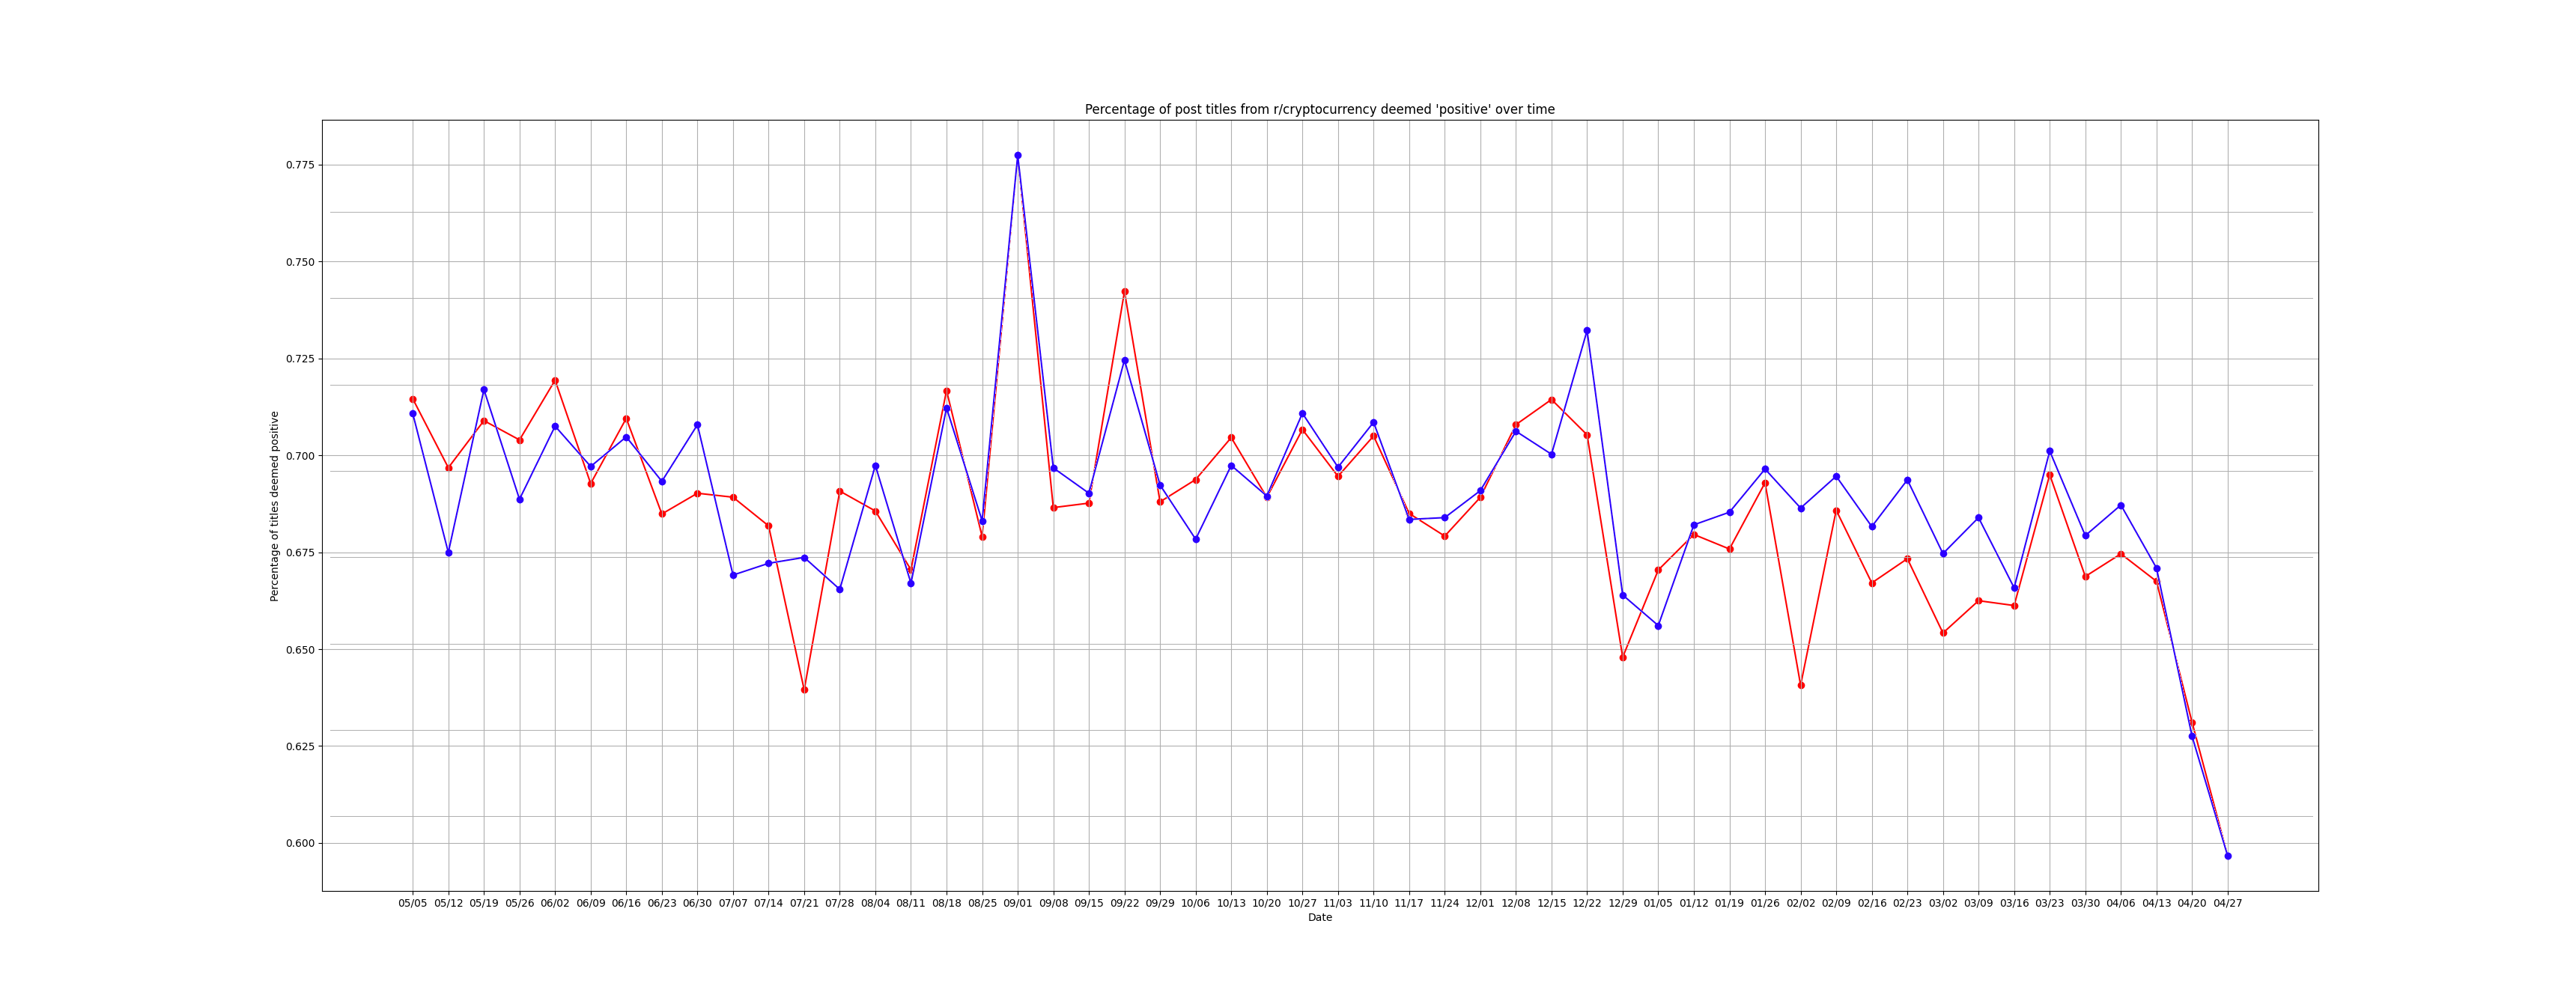 Percentage of post titles from r/cryptocurrency deemed 'positive' over time
Percentage of titles deemed positive
0.775
0.750
0.725
0.700
0.675
0.650
0.625
0.600
05/05 05/12 05/19 05/26 06/02 06/09 06/16 06/23 06/30 07/07 07/14 07/21 07/28 08/04 08/11 08/18 08/25 09/01 09/08 09/15 09/22 09/29 10/06 10/13 10/20 10/27 11/03 11/10 11/17 11/24 12/01 12/08 12/15 12/22 12/29 01/05 01/12 01/19 01/26 02/02 02/09 02/16 02/23 03/02 03/09 03/16 03/23 03/30 04/06 04/13 04/20 04/27
Date